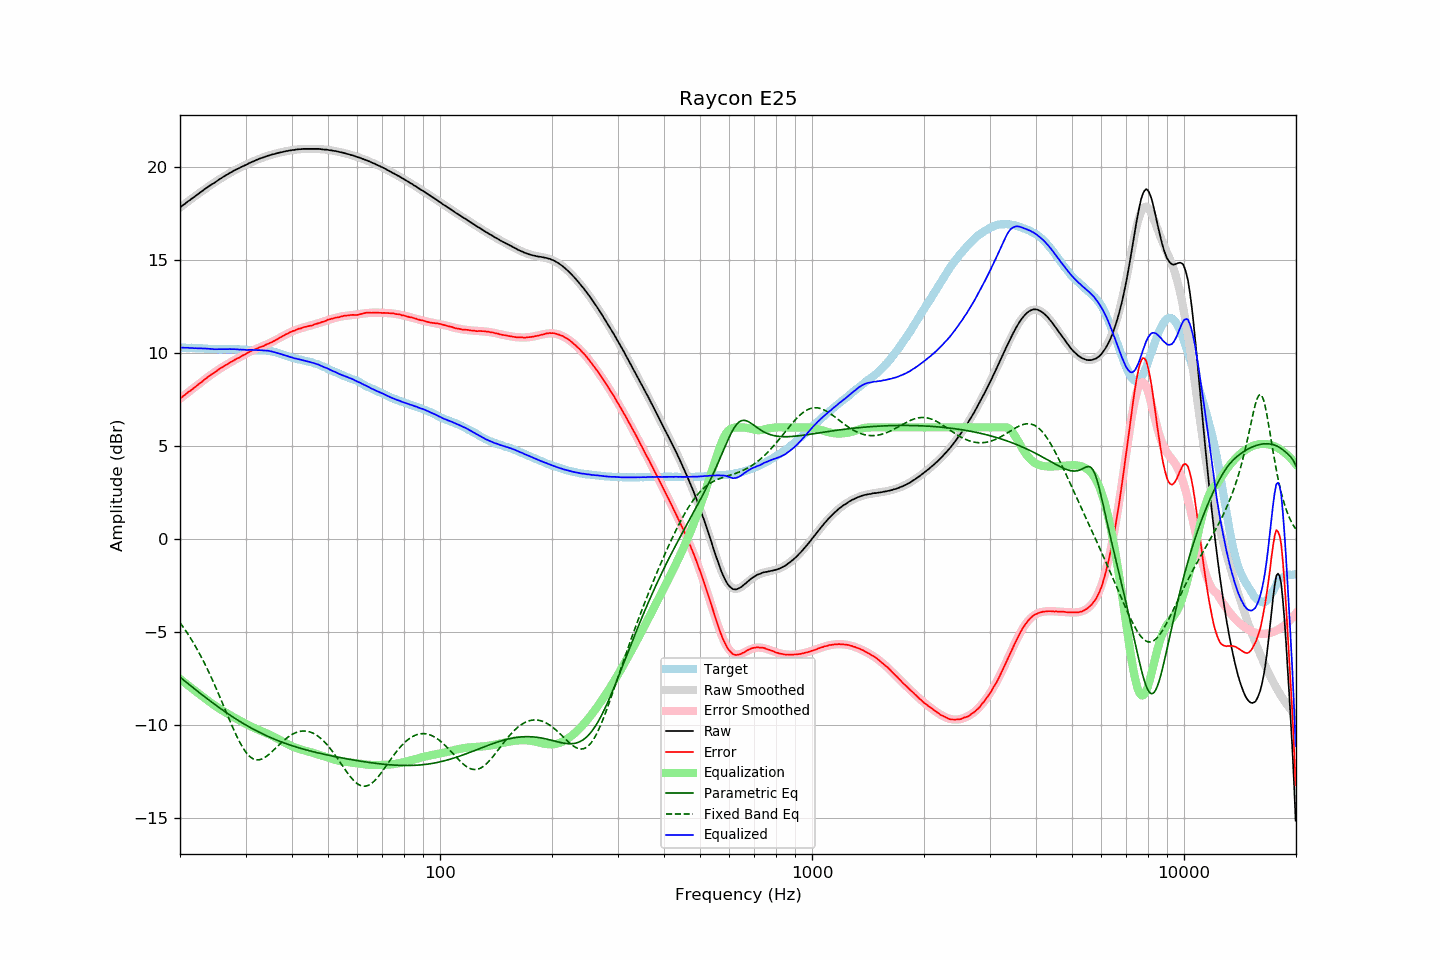 Raycon E25
Amplitude (dBr)
20
15
10
5
0
−5
−10
−15
Target
Raw Smoothed
Error Smoothed
Raw
Error
Equalization
Parametric Eq
Fixed Band Eq
Equalized
100
1000
10000
Frequency (Hz)